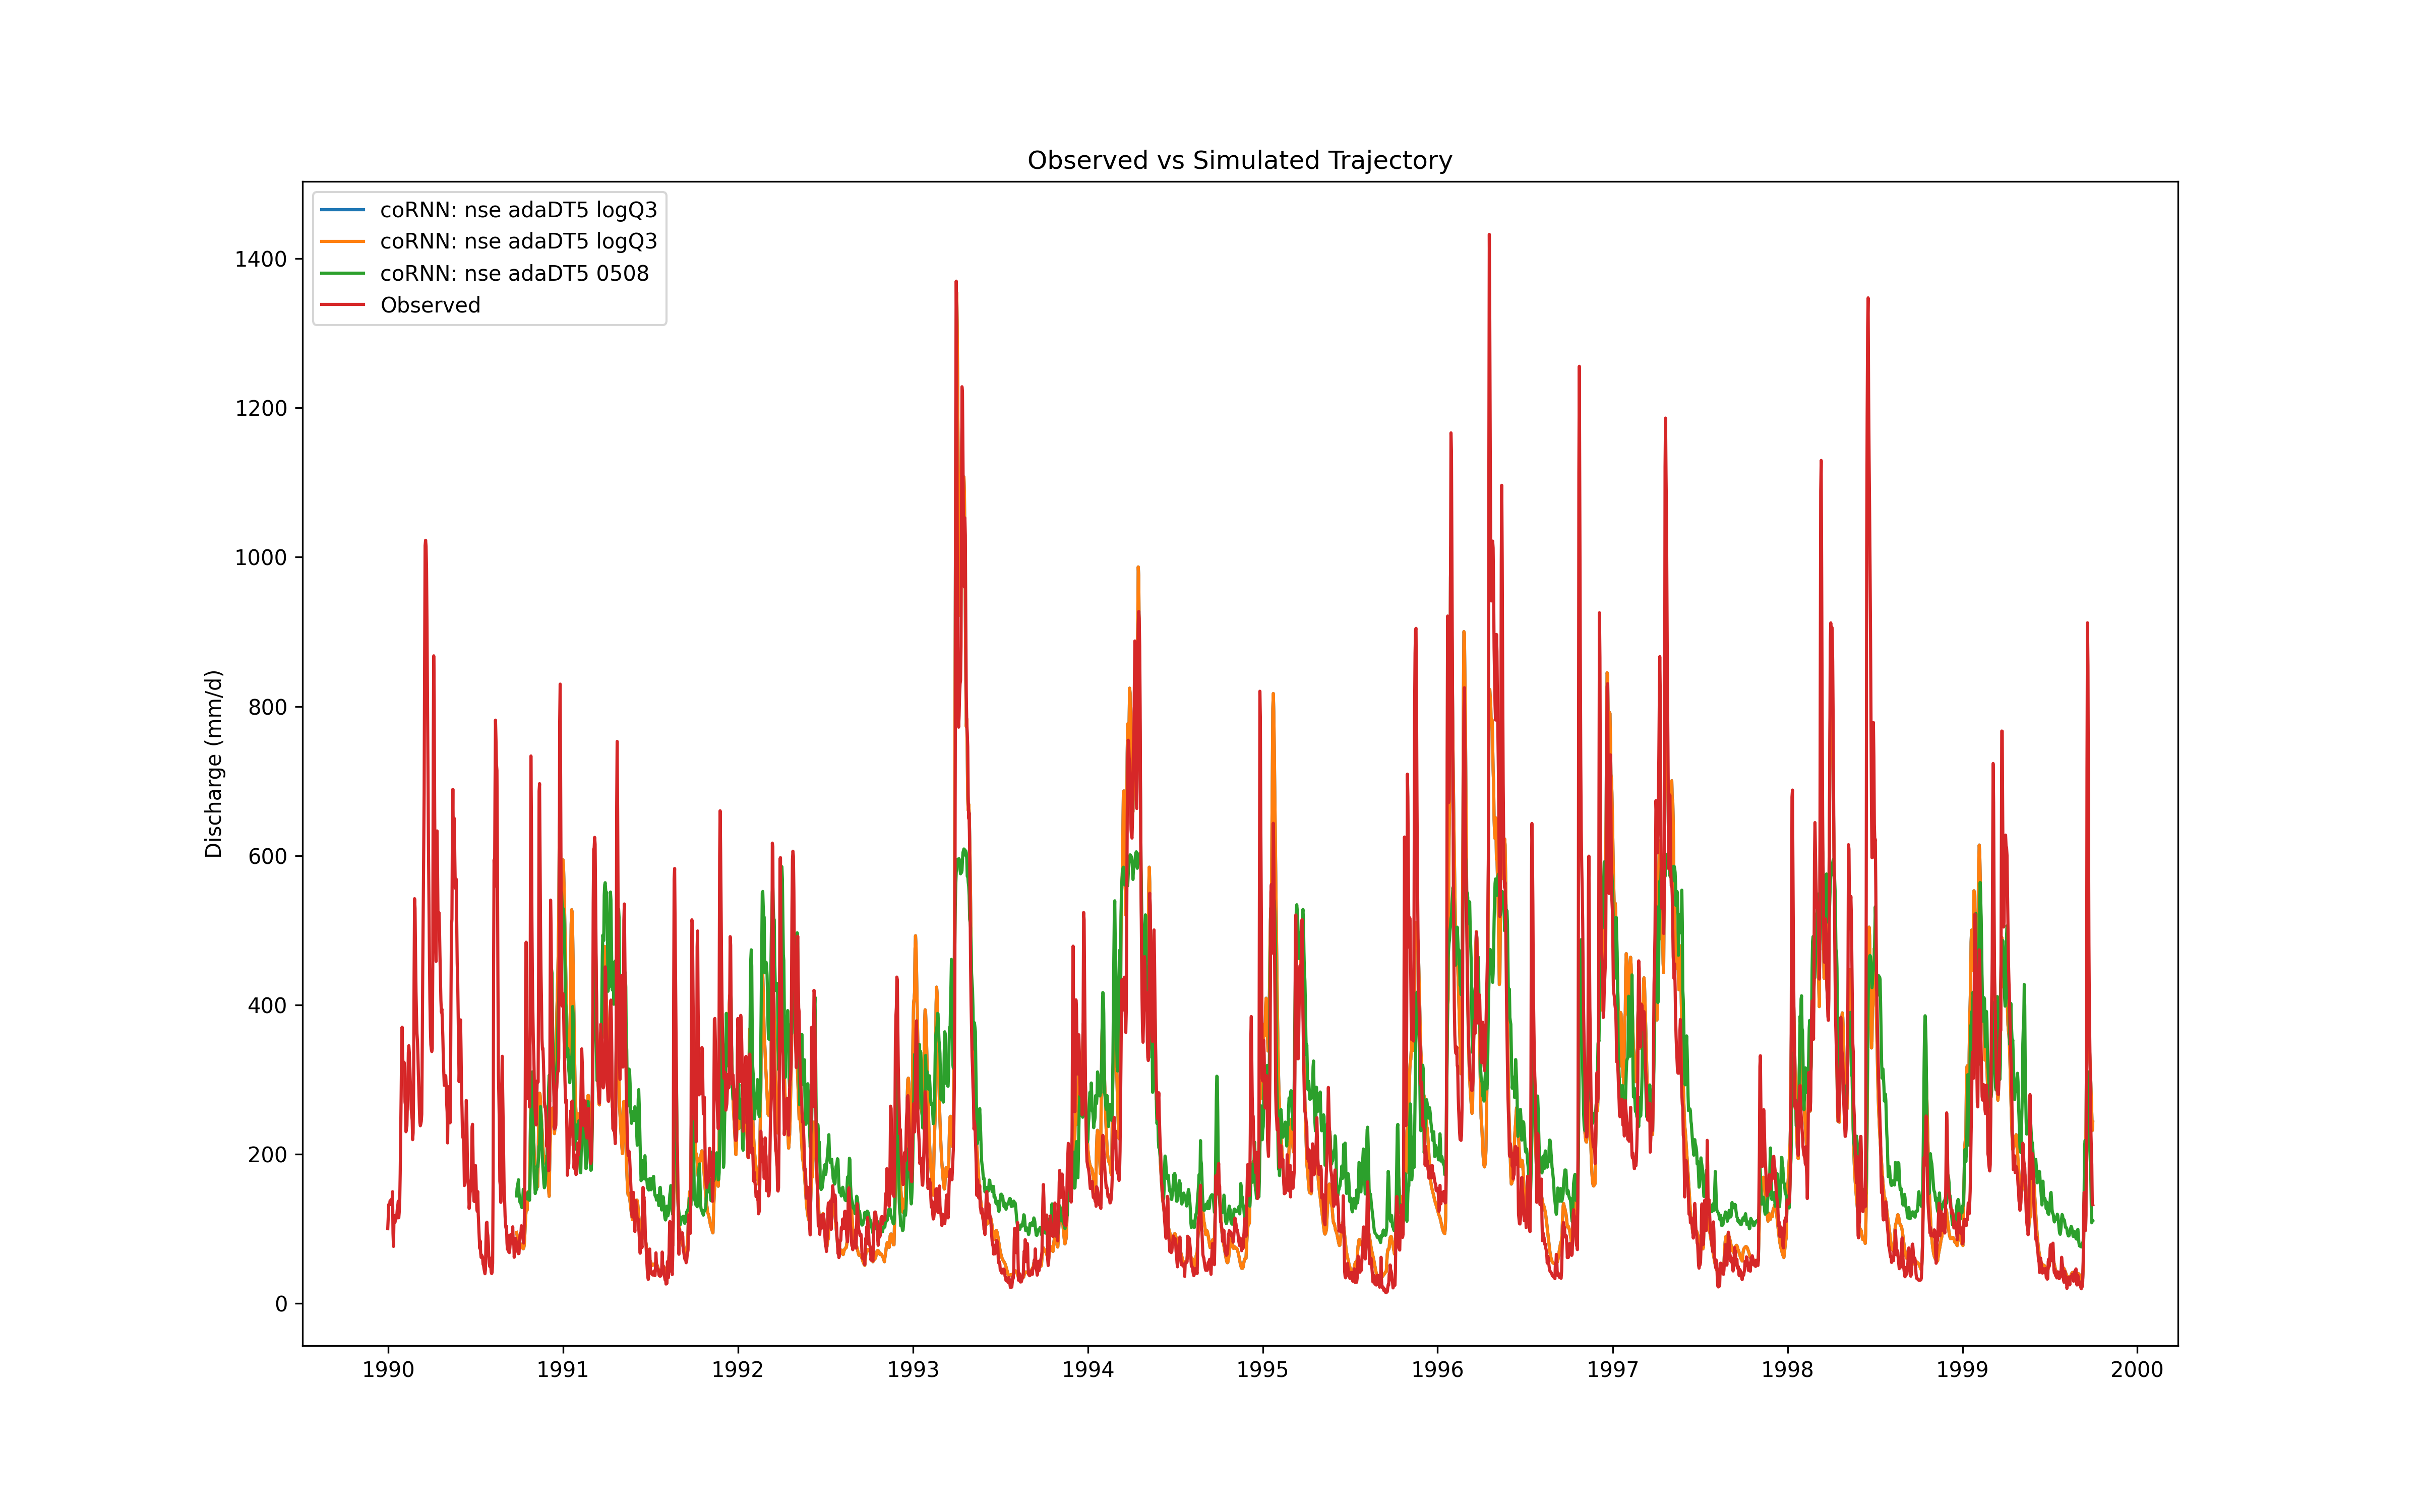 Observed vs Simulated Trajectory
coRNN: nse adaDT5 logQ3
coRNN: nse adaDT5 logQ3
coRNN: nse adaDT5 0508
Observed
1400
1200
1000
800
600
400
200
0
Discharge (mm/d)
1990 1991 1992 1993 1994 1995 1996 1997 1998 1999 2000